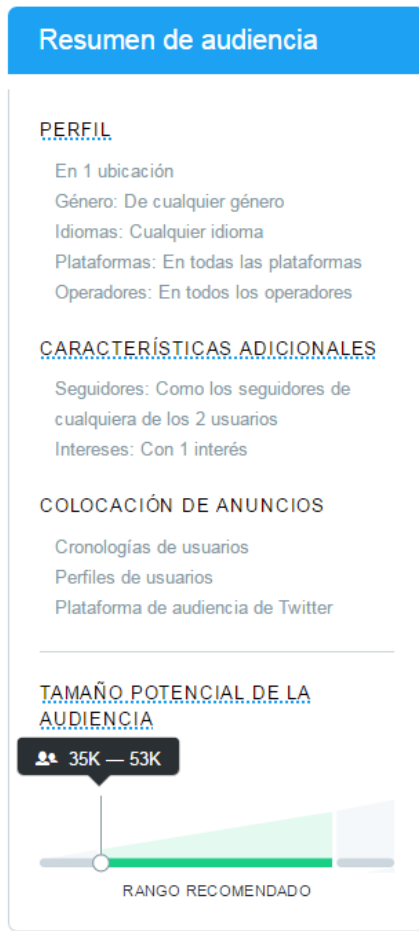 Resumen de audiencia
PERFIL
En 1 ubicación
Género: De cualquier género
Idiomas: Cualquier idioma
Plataformas: En todas las plataformas
Operadores: En todos los operadores
CARACTERÍSTICAS ADICIONALES
Seguidores: Como los seguidores de
cualquiera de los 2 usuarios
Intereses: Con 1 interés
COLOCACIÓN DE ANUNCIOS
Cronologías de usuarios
Perfiles de usuarios
Plataforma de audiencia de Twitter
TAMAÑO POTENCIAL DE LA
AUDIENCIA
35K — 53K
RANGO RECOMENDADO